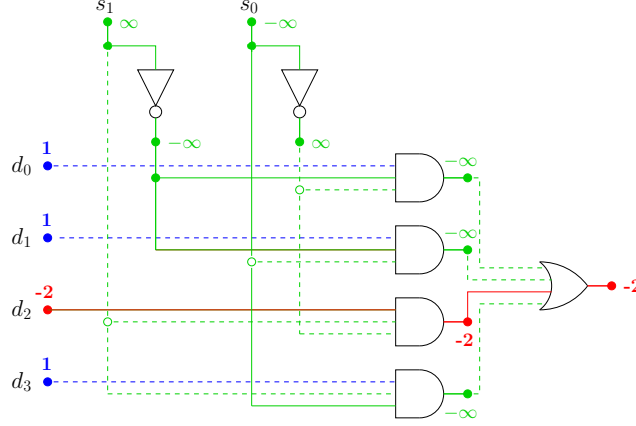 s₁ s₀
∞ −∞
−∞ ∞
1 −∞
d₀
1 −∞
d₁
-2
d₂ -2
-2
1
d₃
−∞